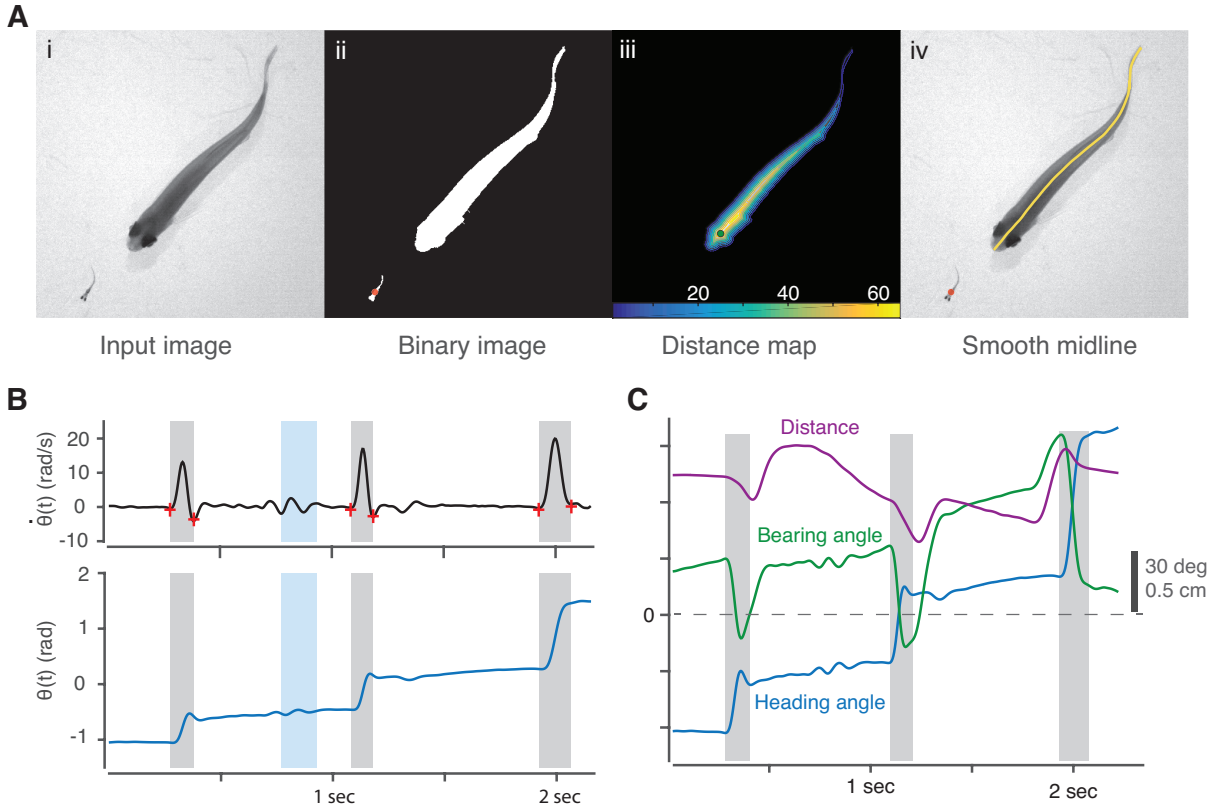 A
i
ii
iii
iv
20 40 60
Input image
Binary image
Distance map
Smooth midline
B
θ̇(t) (rad/s)
20
10
0
-10
θ(t) (rad)
2
1
0
-1
1 sec
2 sec
C
Distance
Bearing angle
Heading angle
0
30 deg
0.5 cm
1 sec
2 sec